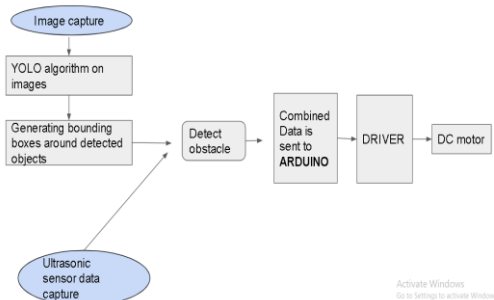 Image capture
YOLO algorithm on
images
Generating bounding
boxes around detected
objects
Detect
obstacle
Combined
Data is
sent to
ARDUINO
DRIVER
DC motor
Ultrasonic
sensor data
capture
Activate Windows
Go to Settings to activate Window